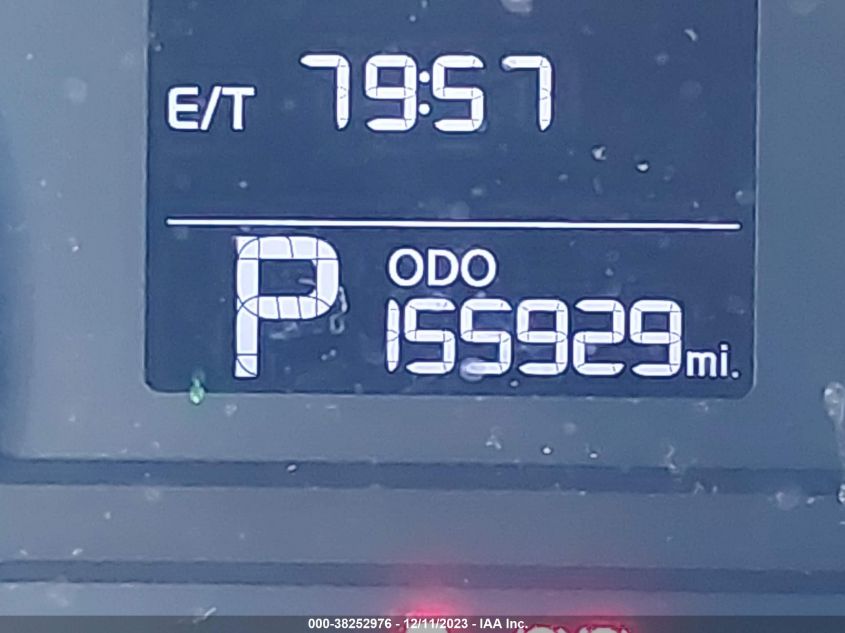 E/T 79:57
P ODO
155929 mi.
000-38252976 - 12/11/2023 - IAA Inc.